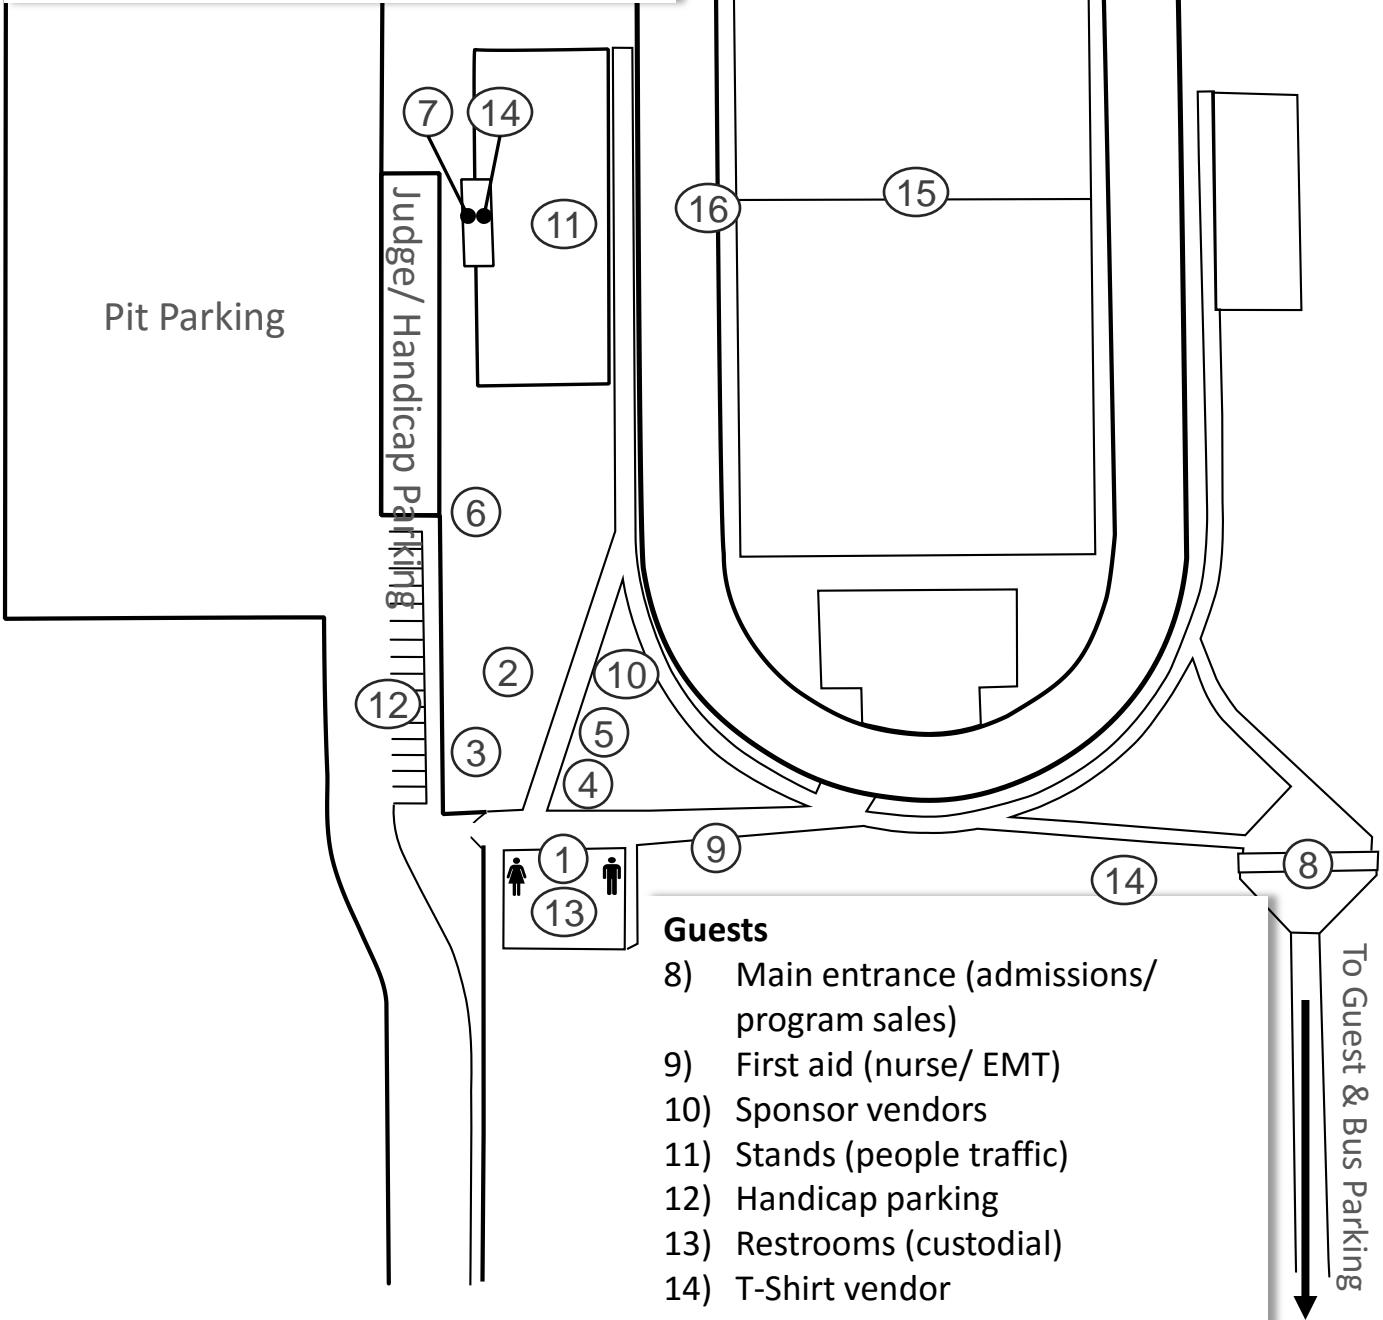 7
14
11
16
15
Judge/ Handicap Parking
Pit Parking
6
2
10
12
5
3
4
9
1
8
14
13
Guests
8) Main entrance (admissions/
program sales)
9) First aid (nurse/ EMT)
10) Sponsor vendors
11) Stands (people traffic)
12) Handicap parking
13) Restrooms (custodial)
14) T-Shirt vendor
To Guest & Bus Parking